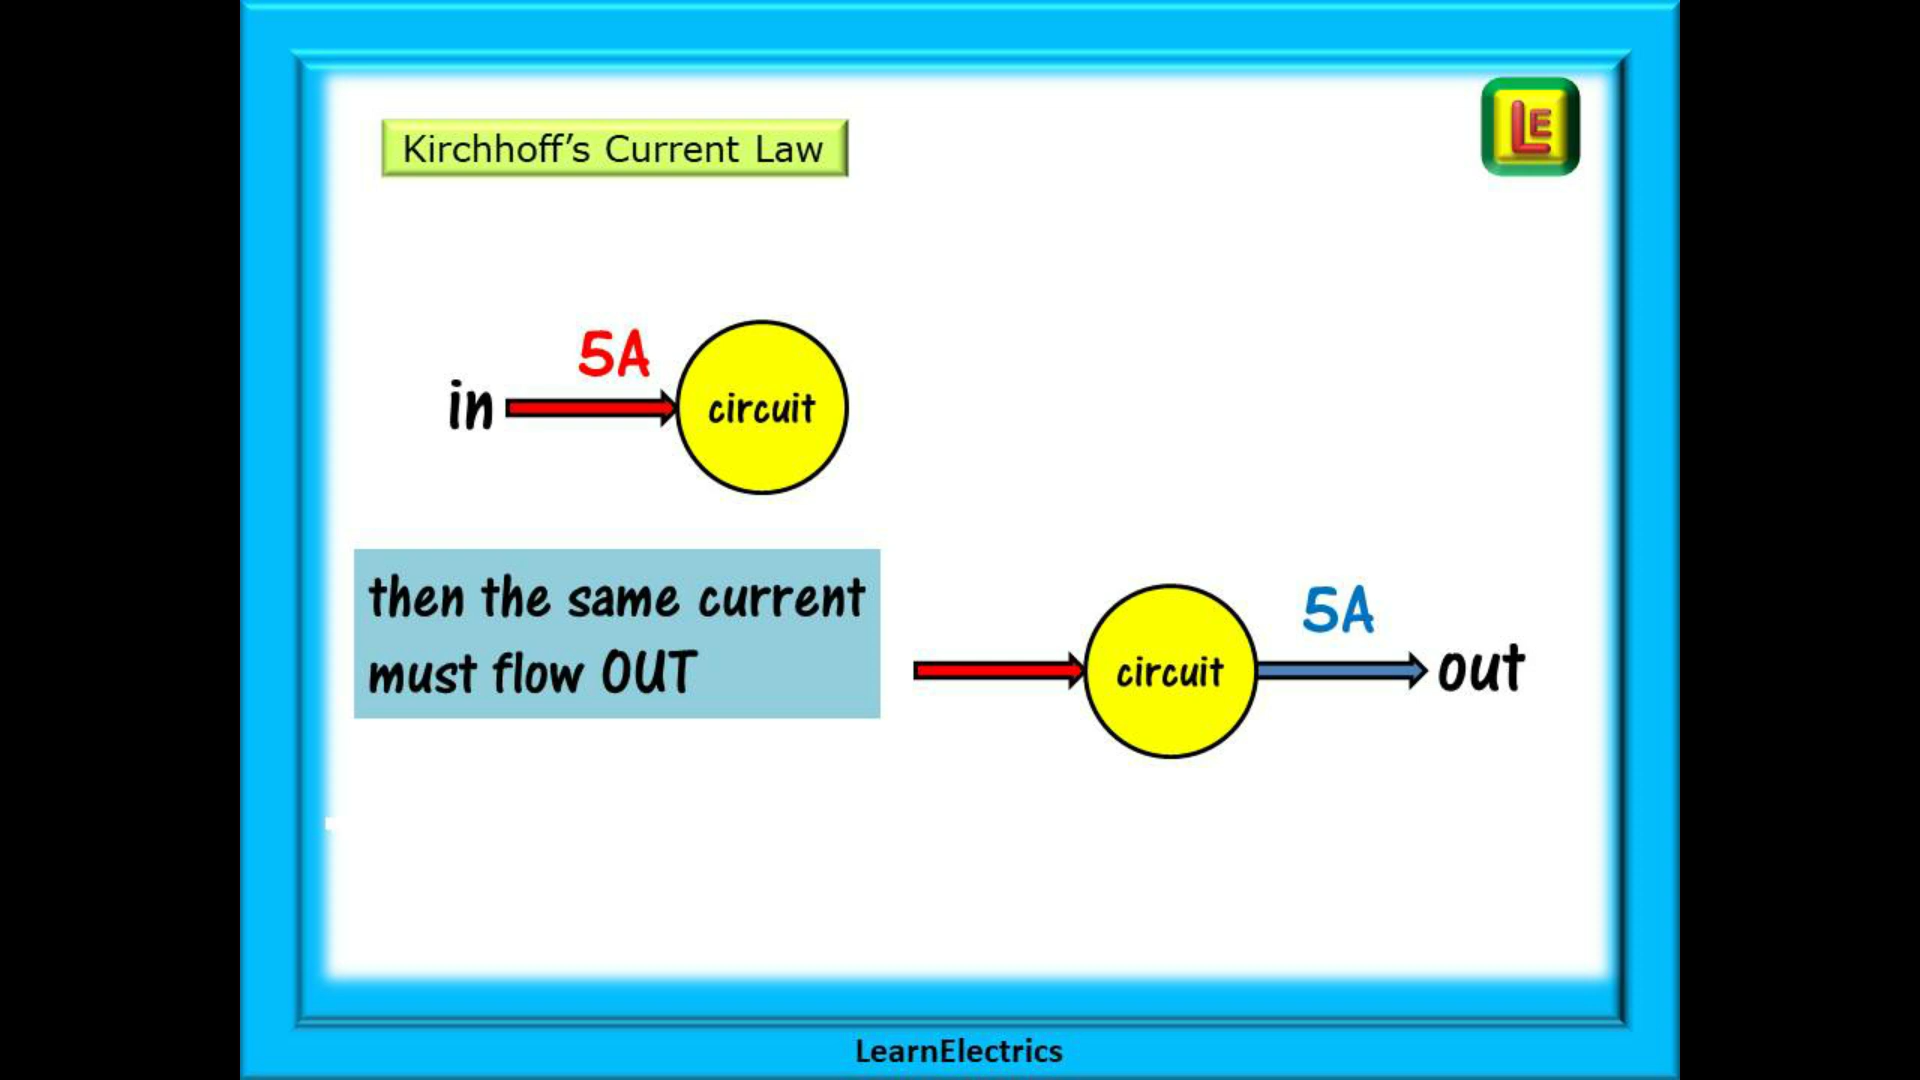 Kirchhoff's Current Law
LE
5A
in
circuit
then the same current
must flow OUT
5A
circuit
out
LearnElectrics